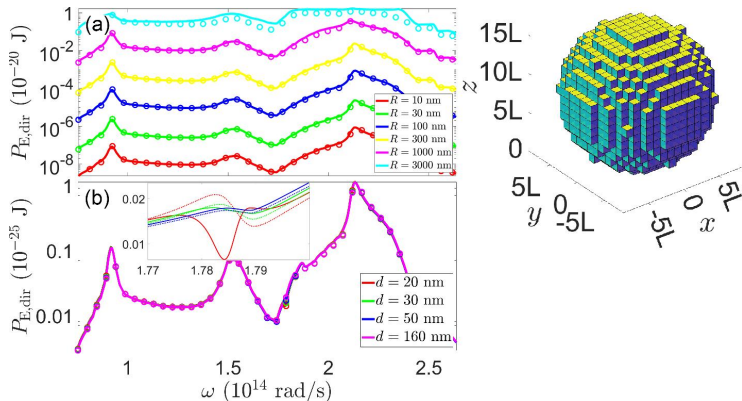 (a)
P_E,dir (10^-20 J)
1
10^-2
10^-4
10^-6
10^-8
R = 10 nm
R = 30 nm
R = 100 nm
R = 300 nm
R = 1000 nm
R = 3000 nm
(b)
P_E,dir (10^-25 J)
1
0.1
0.01
0.02
0.01
1.77
1.78
1.79
d = 20 nm
d = 30 nm
d = 50 nm
d = 160 nm
1
1.5
2
2.5
ω (10^14 rad/s)
15L
10L
5L
0
z
5L
0
-5L
y
-5L
0
5L
x